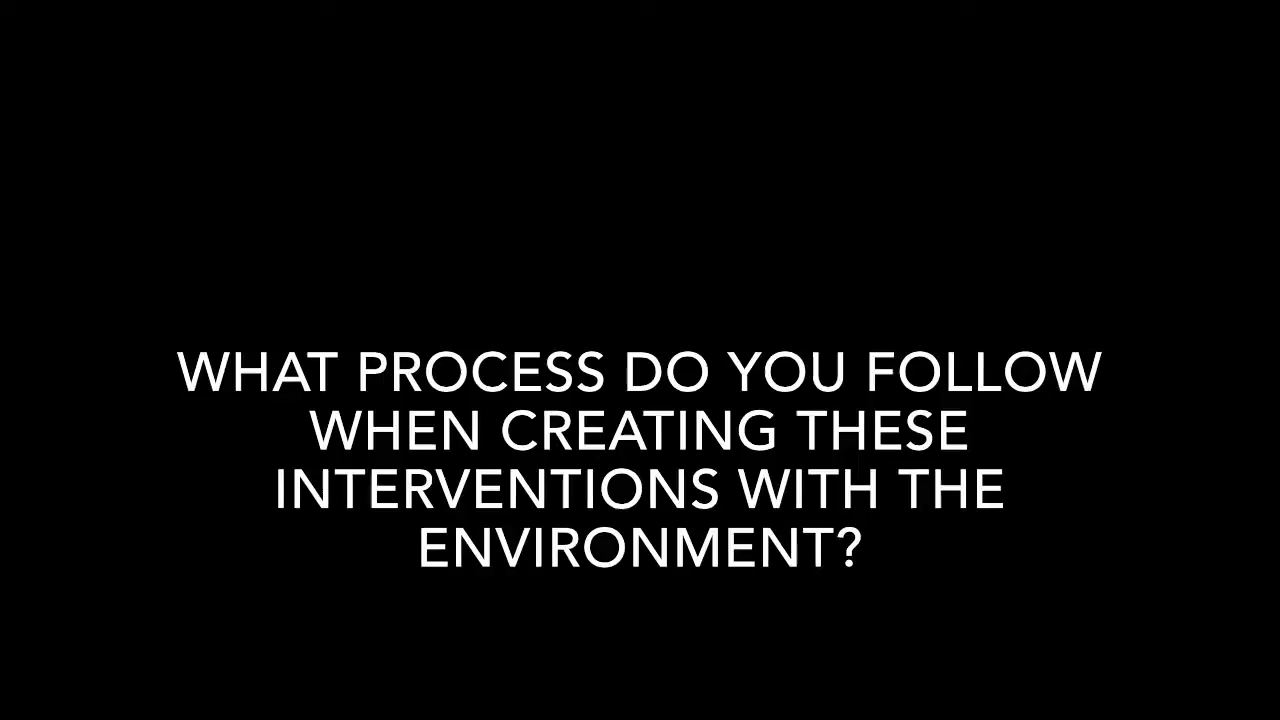 WHAT PROCESS DO YOU FOLLOW
WHEN CREATING THESE
INTERVENTIONS WITH THE
ENVIRONMENT?